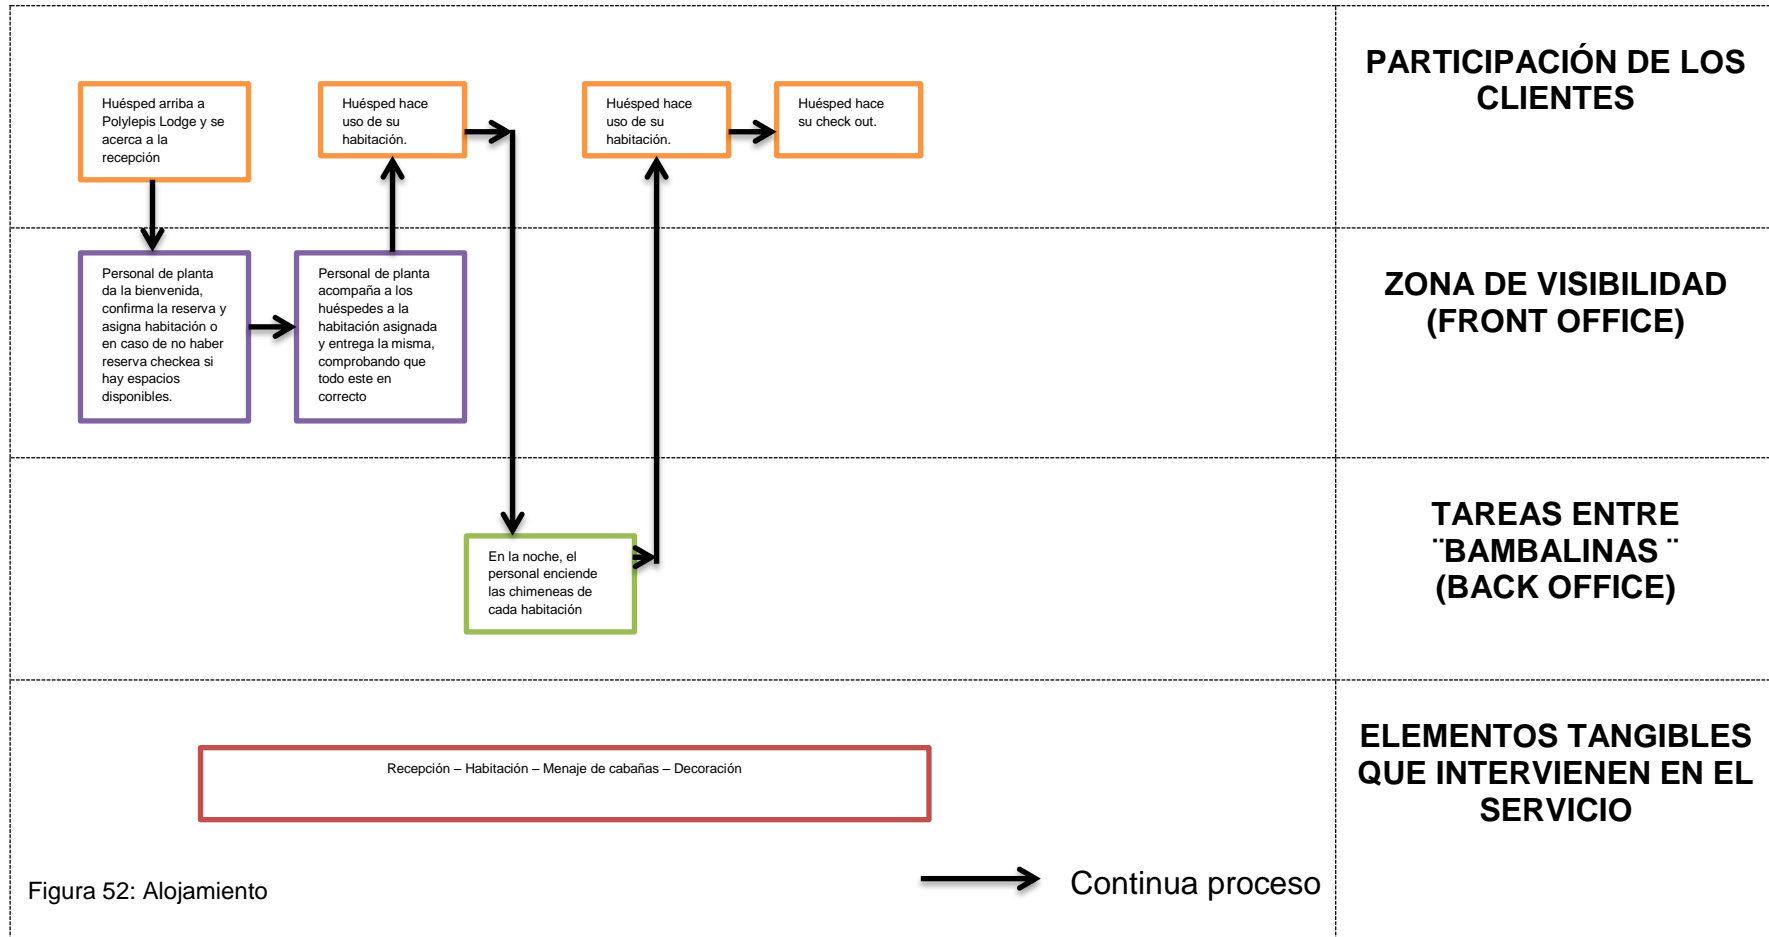 Huésped arriba a
Polylepis Lodge y se
acerca a la
recepción
Huésped hace
uso de su
habitación.
Huésped hace
uso de su
habitación.
Huésped hace
su check out.
PARTICIPACIÓN DE LOS
CLIENTES
Personal de planta
da la bienvenida,
confirma la reserva y
asigna habitación o
en caso de no haber
reserva checkea si
hay espacios
disponibles.
Personal de planta
acompaña a los
huéspedes a la
habitación asignada
y entrega la misma,
comprobando que
todo este en
correcto
ZONA DE VISIBILIDAD
(FRONT OFFICE)
En la noche, el
personal enciende
las chimeneas de
cada habitación
TAREAS ENTRE
¨BAMBALINAS ¨
(BACK OFFICE)
Recepción – Habitación – Menaje de cabañas – Decoración
ELEMENTOS TANGIBLES
QUE INTERVIENEN EN EL
SERVICIO
Continua proceso
Figura 52: Alojamiento